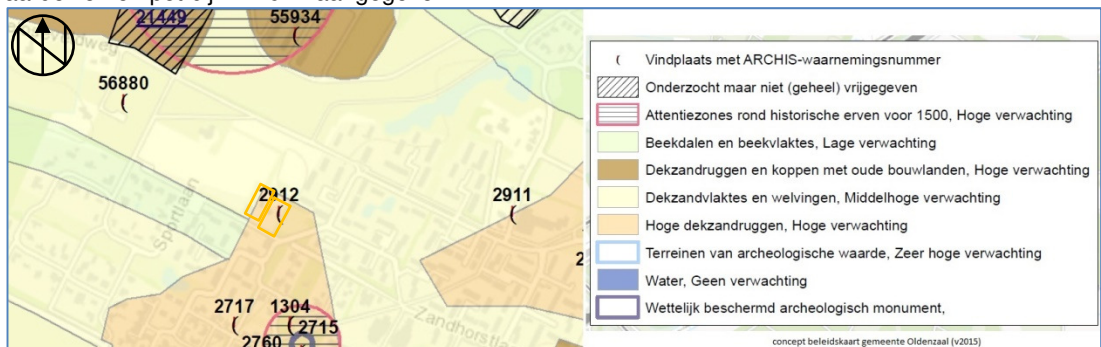 21449
55934
56880
2912
2911
Sportlaan
2717
1304
2715
2760
Vindplaats met ARCHIS-waarnemingsnummer
Onderzocht maar niet (geheel) vrijgegeven
Attentiezones rond historische erven voor 1500, Hoge verwachting
Beekdalen en beekvlaktes, Lage verwachting
Dekzandruggen en koppen met oude bouwlanden, Hoge verwachting
Dekzandvlaktes en welvingen, Middelhoge verwachting
Hoge dekzandruggen, Hoge verwachting
Terreinen van archeologische waarde, Zeer hoge verwachting
Water, Geen verwachting
Wettelijk beschermd archeologisch monument,
concept beleidskaart gemeente Oldenzaal (v2015)